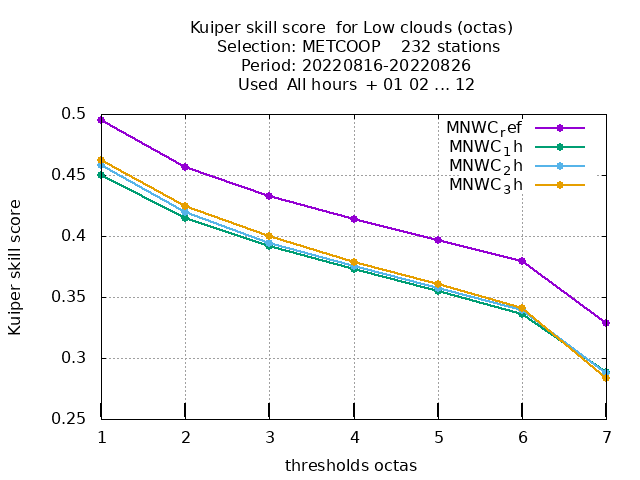 Kuiper skill score  for Low clouds (octas)
Selection: METCOOP    232 stations
Period: 20220816-20220826
Used  All hours  + 01 02 ... 12
0.5
0.45
0.4
0.35
0.3
0.25
Kuiper skill score
MNWC_ref
MNWC_1h
MNWC_2h
MNWC_3h
1 2 3 4 5 6 7
thresholds octas